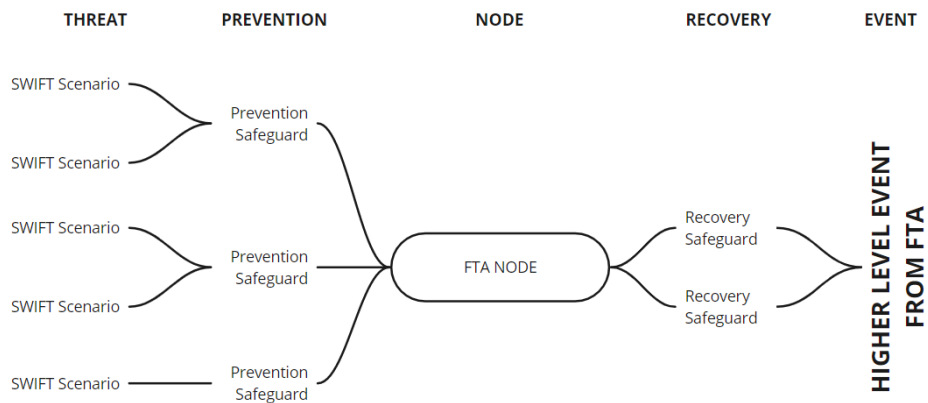 THREAT PREVENTION NODE RECOVERY EVENT
SWIFT Scenario
Prevention
Safeguard
SWIFT Scenario
SWIFT Scenario
Prevention
Safeguard
SWIFT Scenario
SWIFT Scenario
Prevention
Safeguard
FTA NODE
Recovery
Safeguard
Recovery
Safeguard
HIGHER LEVEL EVENT
FROM FTA